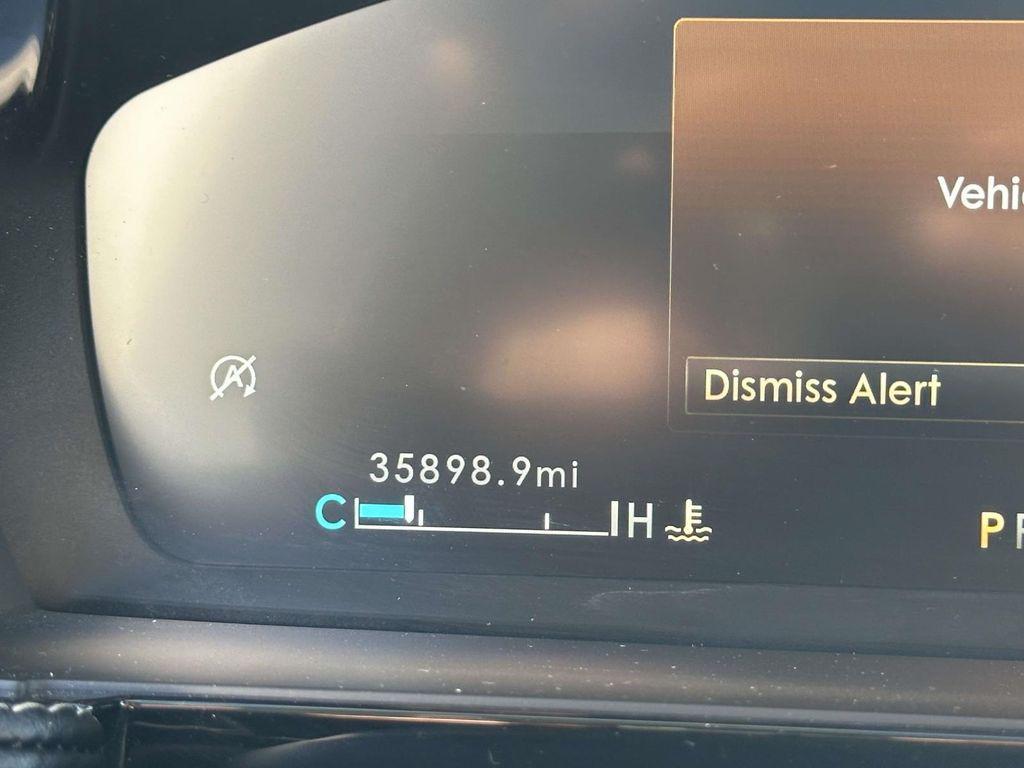 Vehi
Dismiss Alert
A
35898.9mi
C H
P